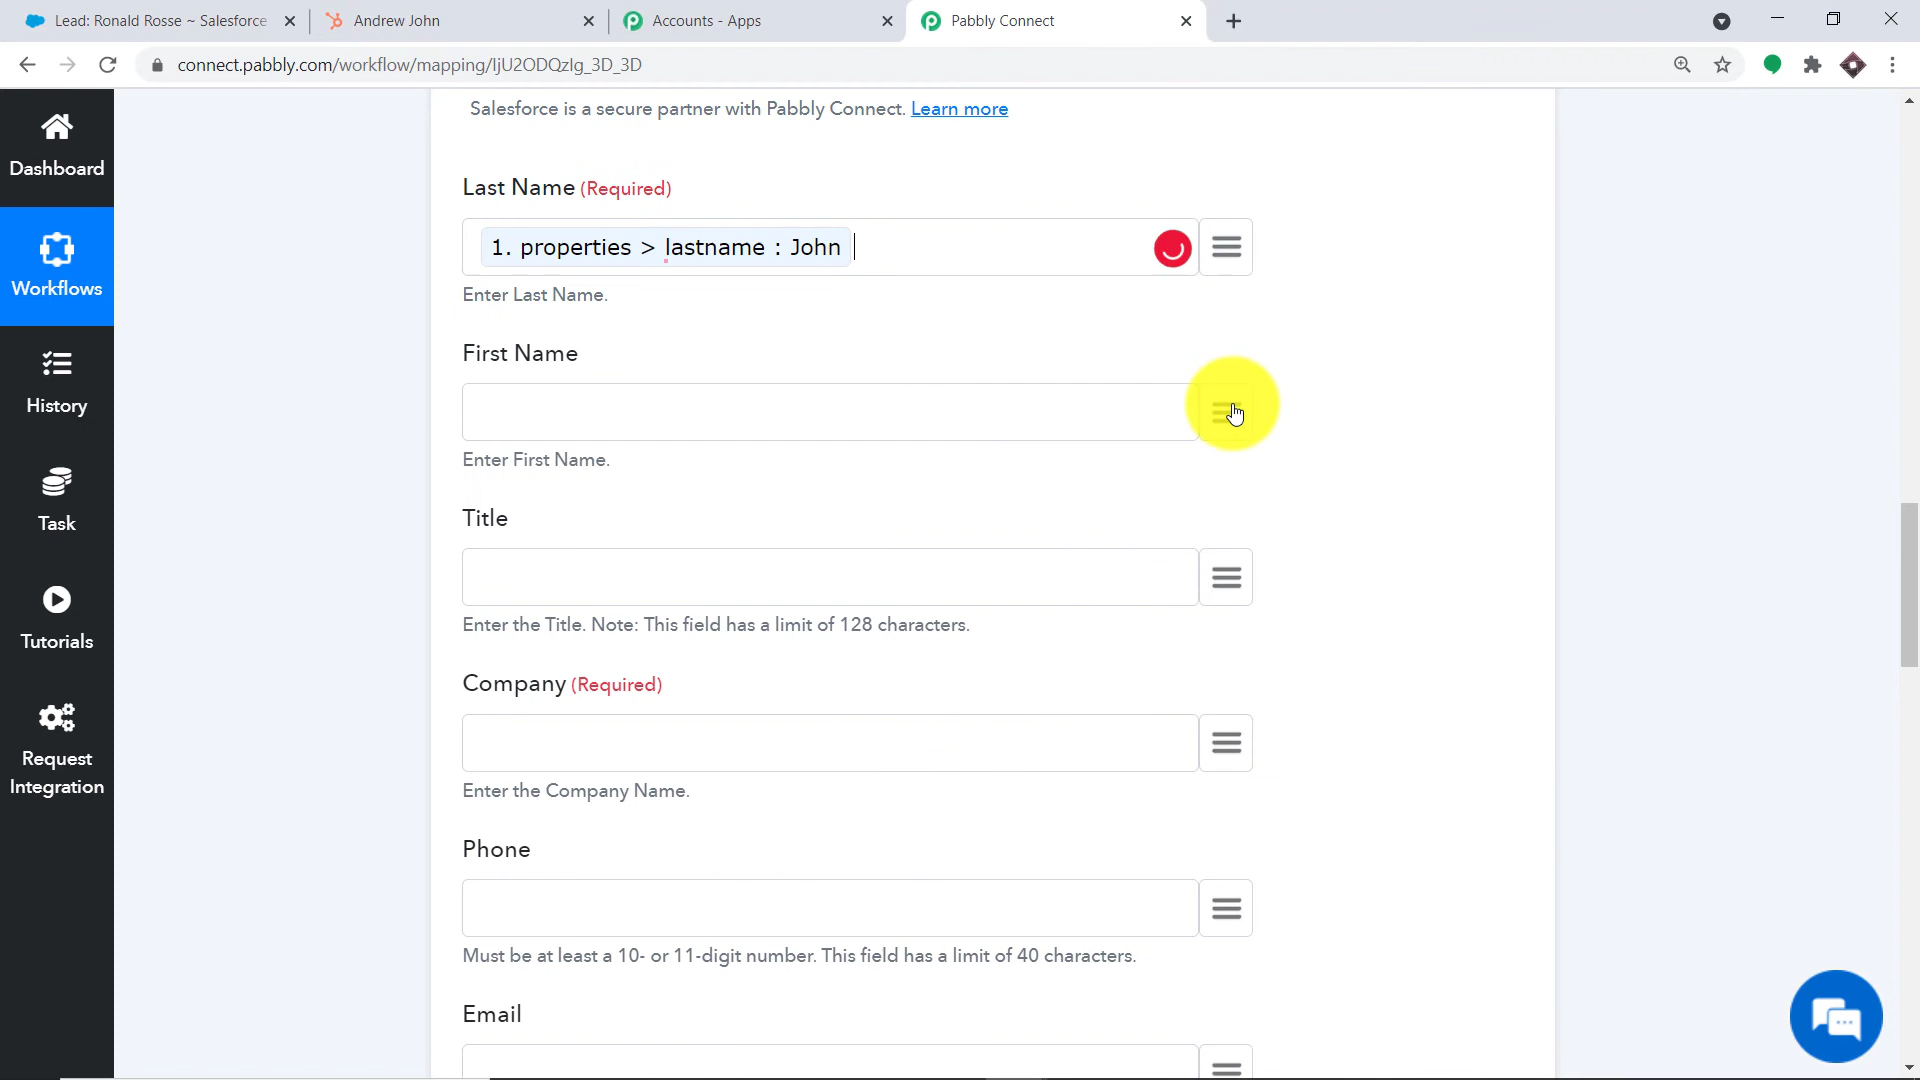 Lead: Ronald Rosse ~ Salesforce
Andrew John
Accounts - Apps
Pabbly Connect
connect.pabbly.com/workflow/mapping/IjU2ODQzIg_3D_3D
Salesforce is a secure partner with Pabbly Connect. Learn more
Dashboard
Workflows
History
Task
Tutorials
Request
Integration
Last Name (Required)
1. properties > lastname : John
Enter Last Name.
First Name
Enter First Name.
Title
Enter the Title. Note: This field has a limit of 128 characters.
Company (Required)
Enter the Company Name.
Phone
Must be at least a 10- or 11-digit number. This field has a limit of 40 characters.
Email